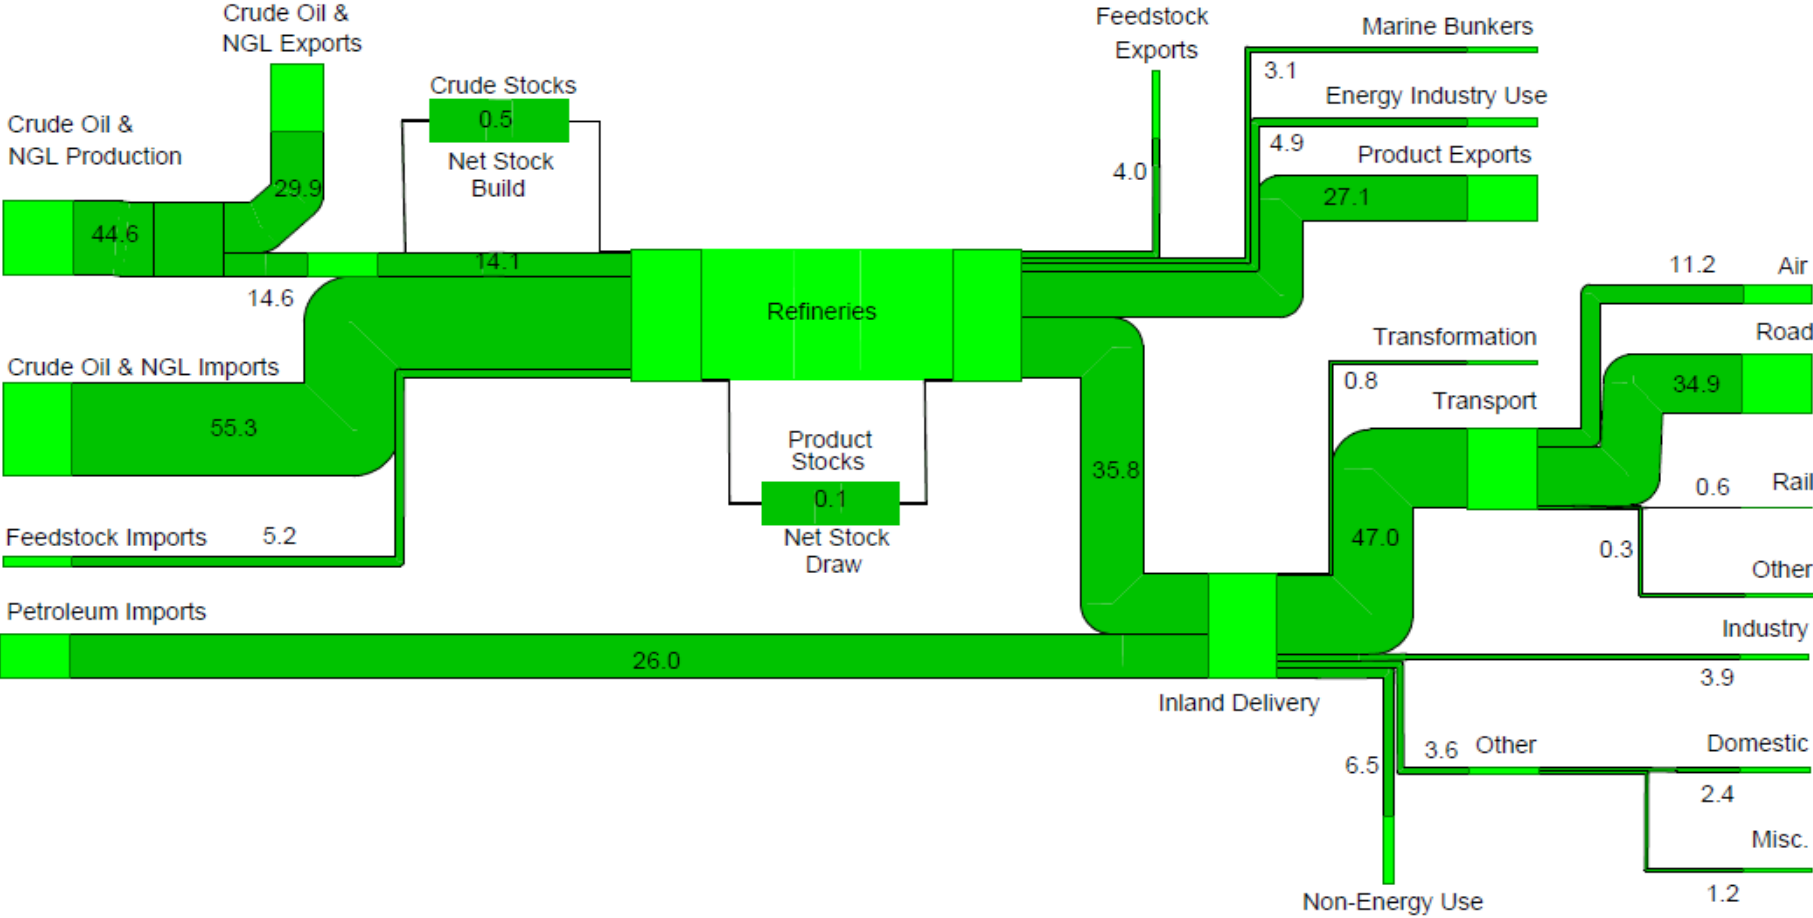 Crude Oil &
NGL Exports
Feedstock
Exports
Marine Bunkers
3.1
Crude Stocks
0.5
Net Stock
Build
Energy Industry Use
4.9
Crude Oil &
NGL Production
44.6
29.9
4.0
Product Exports
27.1
14.1
14.6
Refineries
11.2
Air
Road
34.9
Transformation
0.8
Transport
Crude Oil & NGL Imports
55.3
Product
Stocks
0.1
Net Stock
Draw
35.8
47.0
0.6
Rail
0.3
Other
Feedstock Imports
5.2
Petroleum Imports
26.0
Inland Delivery
Industry
3.9
6.5
3.6
Other
Domestic
2.4
Misc.
1.2
Non-Energy Use